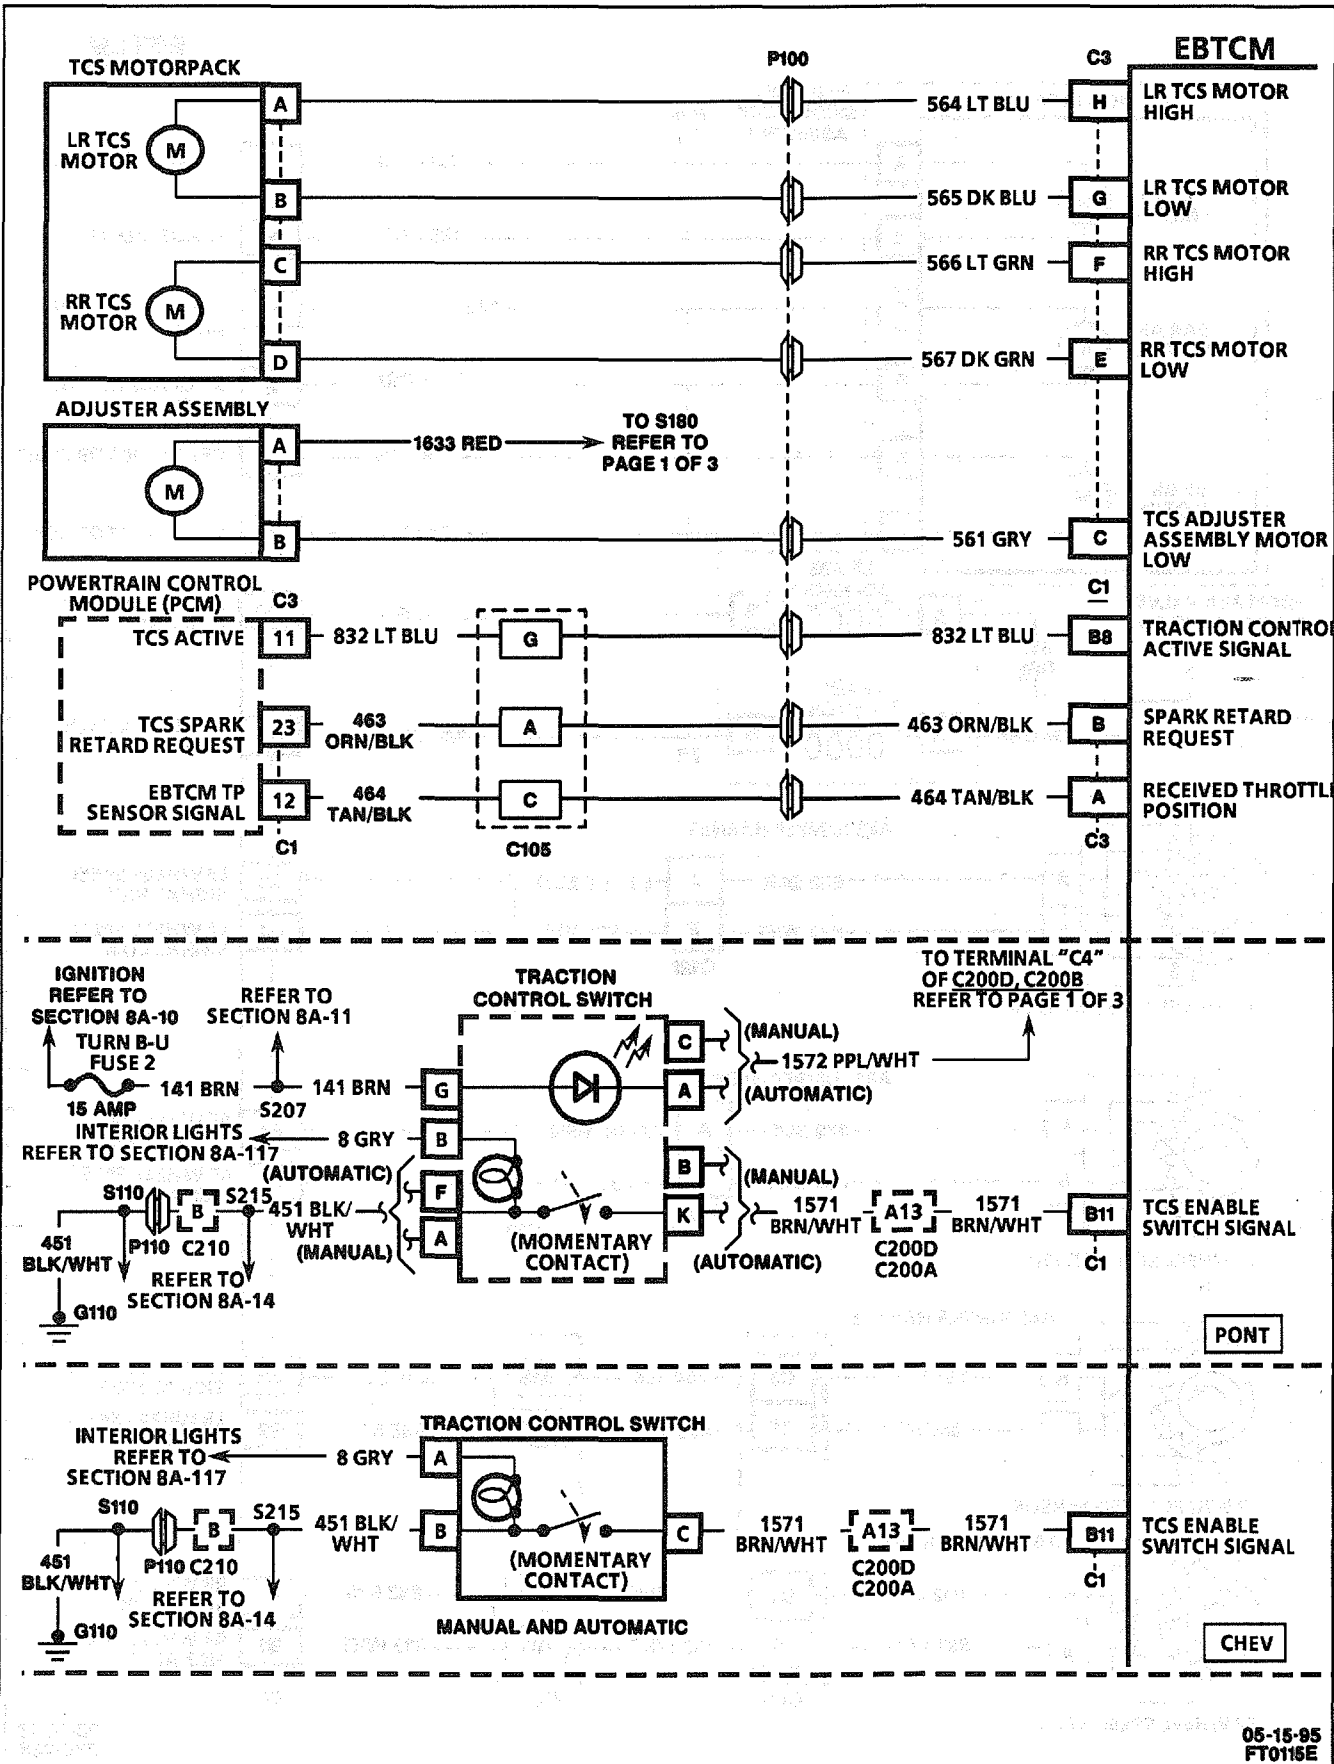 EBTCM
TCS MOTORPACK
P100
C3
A
564 LT BLU
H
LR TCS MOTOR
HIGH
LR TCS
MOTOR
M
B
565 DK BLU
G
LR TCS MOTOR
LOW
C
566 LT GRN
F
RR TCS MOTOR
HIGH
RR TCS
MOTOR
M
D
567 DK GRN
E
RR TCS MOTOR
LOW
ADJUSTER ASSEMBLY
A
1633 RED
TO S180
REFER TO
PAGE 1 OF 3
M
B
561 GRY
C
TCS ADJUSTER
ASSEMBLY MOTOR
LOW
POWERTRAIN CONTROL
MODULE (PCM)
C3
C1
TCS ACTIVE
11
832 LT BLU
G
832 LT BLU
B8
TRACTION CONTROL
ACTIVE SIGNAL
TCS SPARK
RETARD REQUEST
23
463
ORN/BLK
A
463 ORN/BLK
B
SPARK RETARD
REQUEST
EBTCM TP
SENSOR SIGNAL
12
464
TAN/BLK
C
464 TAN/BLK
A
RECEIVED THROTTL
POSITION
C1
C105
C3
IGNITION
REFER TO
SECTION 8A-10
REFER TO
SECTION 8A-11
TRACTION
CONTROL SWITCH
TO TERMINAL "C4"
OF C200D, C200B
REFER TO PAGE 1 OF 3
TURN B-U
FUSE 2
15 AMP
141 BRN
S207
141 BRN
G
C
(MANUAL)
1572 PPL/WHT
A
(AUTOMATIC)
INTERIOR LIGHTS
REFER TO SECTION 8A-117
8 GRY
B
(AUTOMATIC)
F
B
(MANUAL)
S110
B
S215
451 BLK/
WHT
(MANUAL)
A
(MOMENTARY
CONTACT)
K
(AUTOMATIC)
1571
BRN/WHT
A13
C200D
C200A
1571
BRN/WHT
B11
C1
TCS ENABLE
SWITCH SIGNAL
451
BLK/WHT
P110
C210
REFER TO
SECTION 8A-14
G110
PONT
TRACTION CONTROL SWITCH
INTERIOR LIGHTS
REFER TO
SECTION 8A-117
8 GRY
A
S110
B
S215
451 BLK/
WHT
B
(MOMENTARY
CONTACT)
C
1571
BRN/WHT
A13
C200D
C200A
1571
BRN/WHT
B11
C1
TCS ENABLE
SWITCH SIGNAL
451
BLK/WHT
P110 C210
REFER TO
SECTION 8A-14
G110
MANUAL AND AUTOMATIC
CHEV
05-15-95
FT0115E